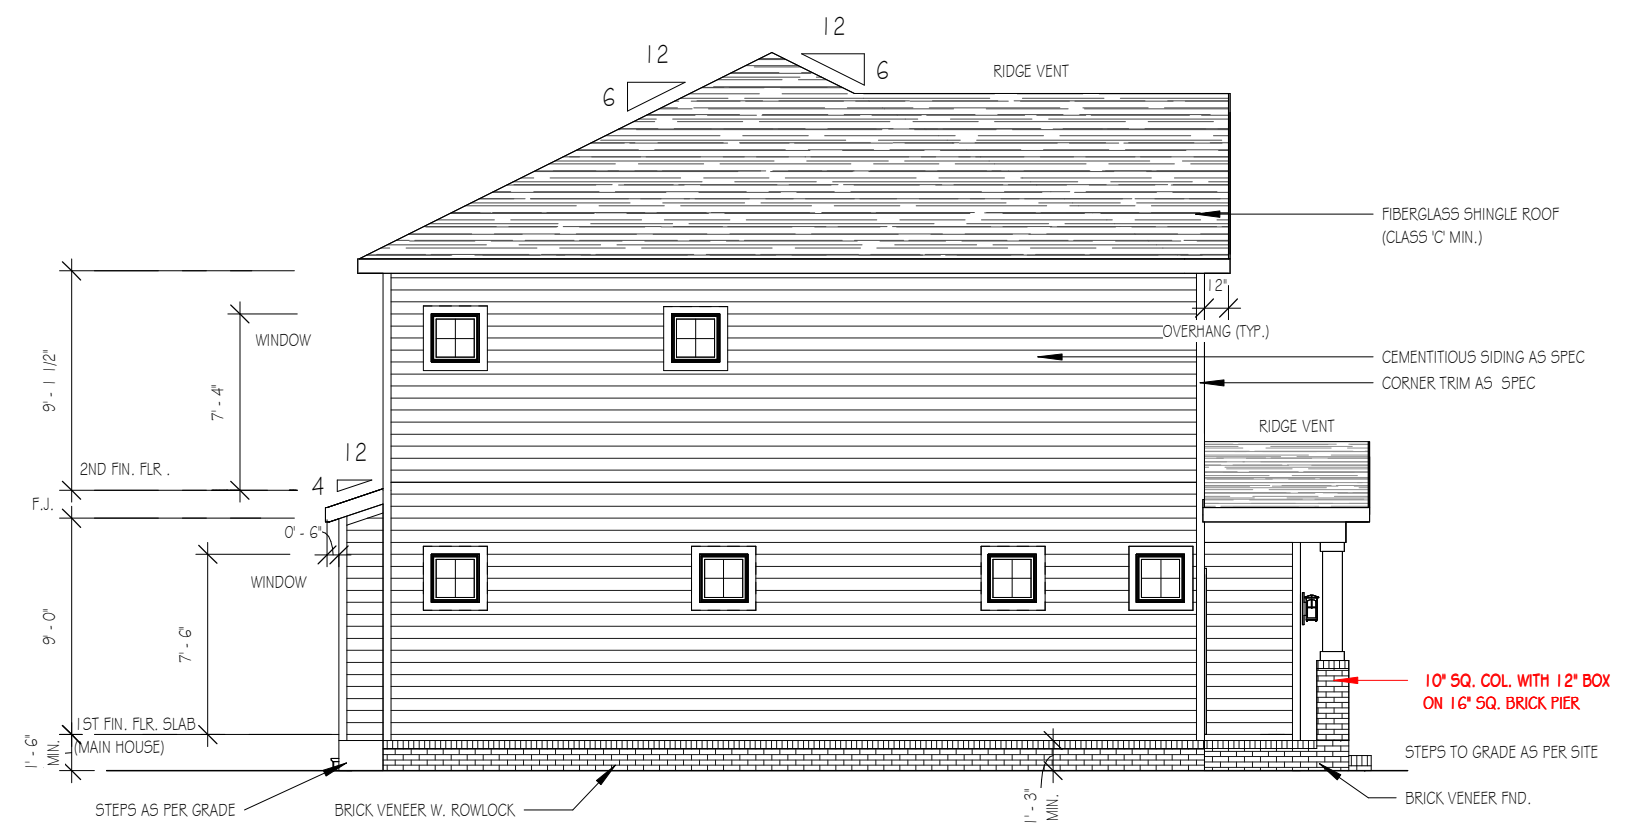 12
12
6
6
RIDGE VENT
FIBERGLASS SHINGLE ROOF
(CLASS 'C' MIN.)
12"
OVERHANG (TYP.)
WINDOW
CEMENTITIOUS SIDING AS SPEC
CORNER TRIM AS SPEC
9' - 1 1/2"
7' - 4"
RIDGE VENT
12
4
2ND FIN. FLR .
F.J.
0' - 6"
WINDOW
9' - 0"
7' - 6"
10" SQ. COL. WITH 12" BOX
ON 16" SQ. BRICK PIER
1ST FIN. FLR. SLAB
(MAIN HOUSE)
1' - 6"
MIN.
STEPS TO GRADE AS PER SITE
STEPS AS PER GRADE
BRICK VENEER W. ROWLOCK
1' - 3"
MIN.
BRICK VENEER FND.